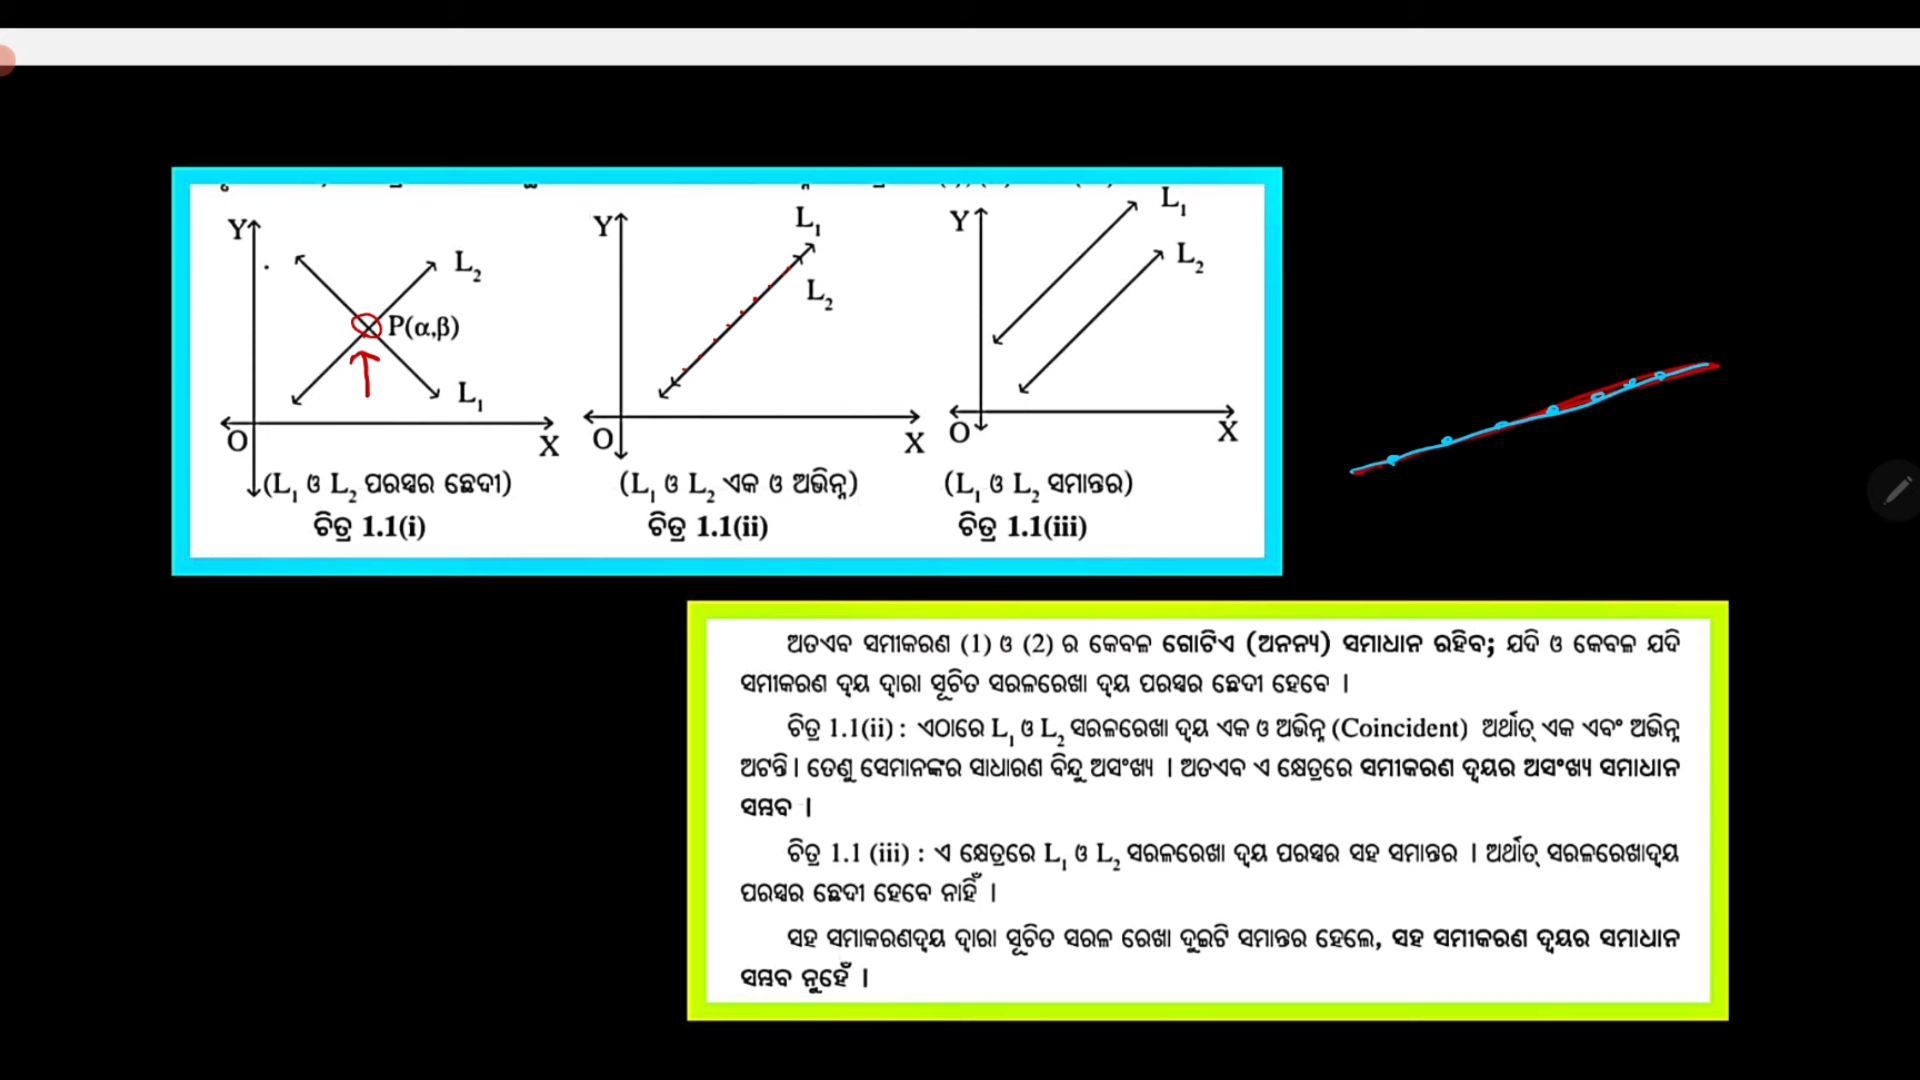 Y
L₂
P(α,β)
L₁
O
X
(L₁ ଓ L₂ ପରସ୍ପର ଛେଦୀ)
ଚିତ୍ର 1.1(i)
Y
L₁
L₂
O
X
(L₁ ଓ L₂ ଏକ ଓ ଅଭିନ୍ନ)
ଚିତ୍ର 1.1(ii)
Y
L₁
L₂
O
X
(L₁ ଓ L₂ ସମାନ୍ତର)
ଚିତ୍ର 1.1(iii)
ଅତଏବ ସମୀକରଣ (1) ଓ (2) ର କେବଳ ଗୋଟିଏ (ଅନନ୍ୟ) ସମାଧାନ ରହିବ; ଯଦି ଓ କେବଳ ଯଦି
ସମୀକରଣ ଦ୍ୱୟ ଦ୍ୱାରା ସୂଚିତ ସରଳରେଖା ଦ୍ୱୟ ପରସ୍ପର ଛେଦୀ ହେବେ ।
ଚିତ୍ର 1.1(ii) : ଏଠାରେ L₁ ଓ L₂ ସରଳରେଖା ଦ୍ୱୟ ଏକ ଓ ଅଭିନ୍ନ (Coincident) ଅର୍ଥାତ୍ ଏକ ଏବଂ ଅଭିନ୍ନ
ଅଟନ୍ତି । ତେଣୁ ସେମାନଙ୍କର ସାଧାରଣ ବିନ୍ଦୁ ଅସଂଖ୍ୟ । ଅତଏବ ଏ କ୍ଷେତ୍ରରେ ସମୀକରଣ ଦ୍ୱୟର ଅସଂଖ୍ୟ ସମାଧାନ
ସମ୍ଭବ ।
ଚିତ୍ର 1.1 (iii) : ଏ କ୍ଷେତ୍ରରେ L₁ ଓ L₂ ସରଳରେଖା ଦ୍ୱୟ ପରସ୍ପର ସହ ସମାନ୍ତର । ଅର୍ଥାତ୍ ସରଳରେଖାଦ୍ୱୟ
ପରସ୍ପର ଛେଦୀ ହେବେ ନାହିଁ ।
ସହ ସମାକରଣଦ୍ୱୟ ଦ୍ୱାରା ସୂଚିତ ସରଳ ରେଖା ଦୁଇଟି ସମାନ୍ତର ହେଲେ, ସହ ସମୀକରଣ ଦ୍ୱୟର ସମାଧାନ
ସମ୍ଭବ ନୁହେଁ ।